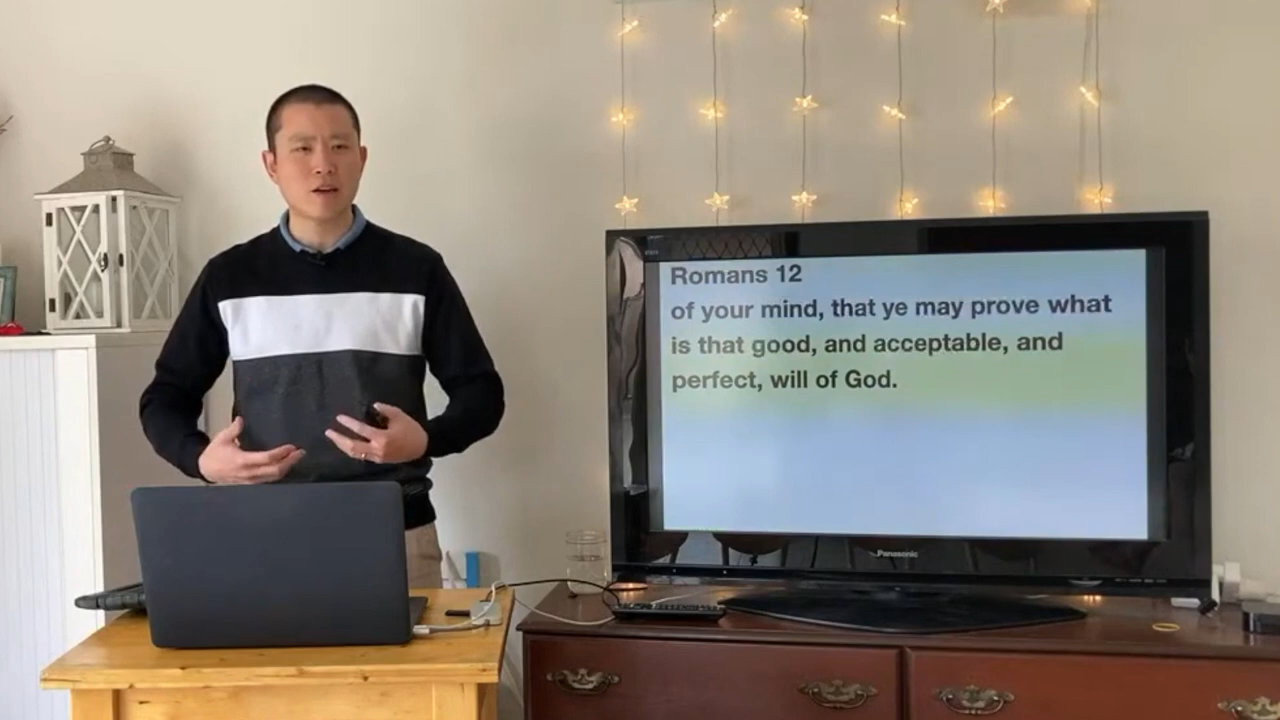 Romans 12
of your mind, that ye may prove what
is that good, and acceptable, and
perfect, will of God.
Panasonic